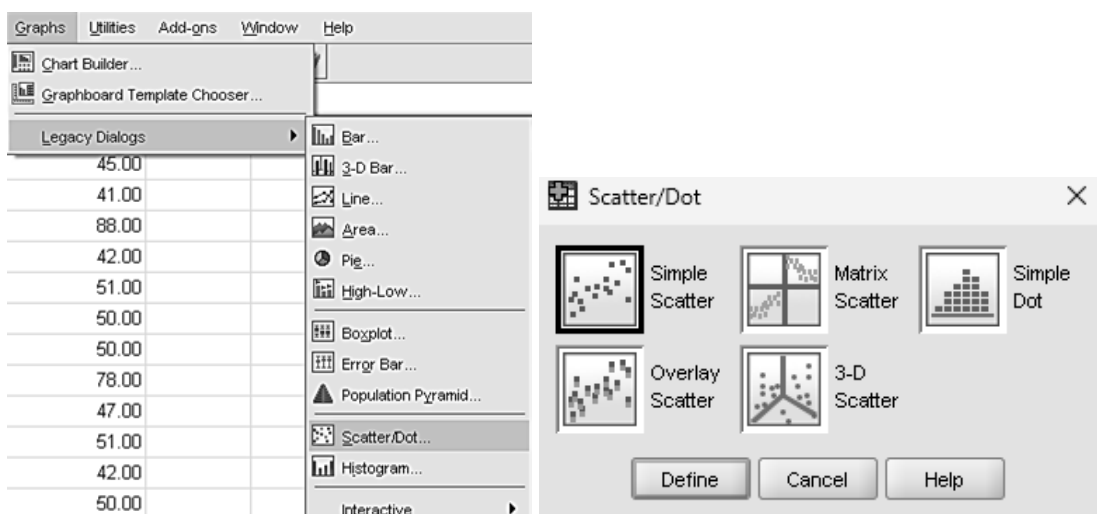 Graphs Utilities Add-ons Window Help
Chart Builder...
Graphboard Template Chooser...
Legacy Dialogs
45.00
41.00
88.00
42.00
51.00
50.00
50.00
78.00
47.00
51.00
42.00
50.00
Bar...
3-D Bar...
Line...
Area...
Pie...
High-Low...
Boxplot...
Error Bar...
Population Pyramid...
Scatter/Dot...
Histogram...
Interactive
Scatter/Dot
Simple
Scatter
Matrix
Scatter
Simple
Dot
Overlay
Scatter
3-D
Scatter
Define Cancel Help